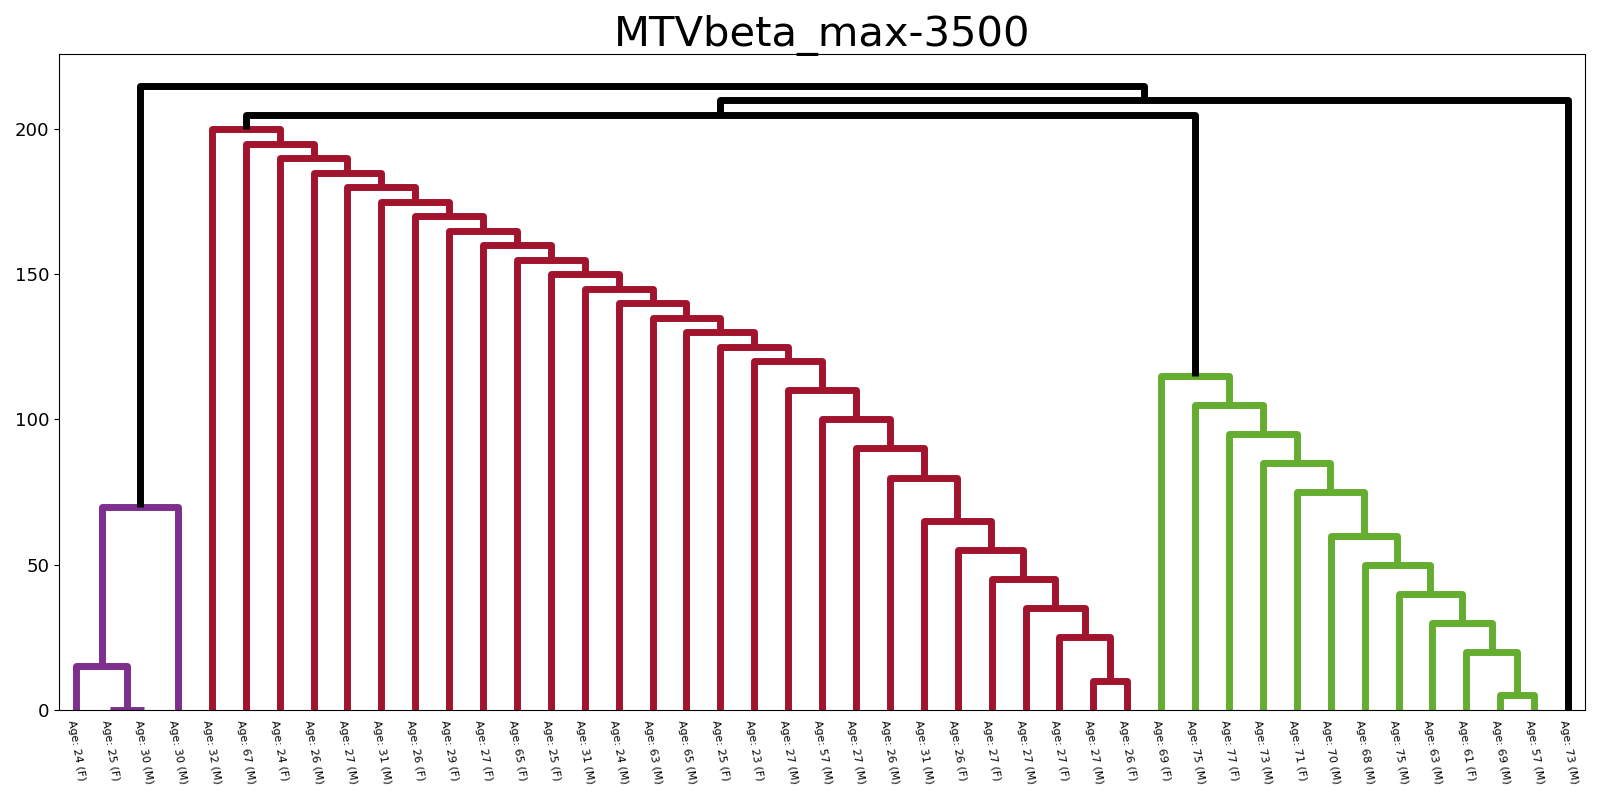 MTVbeta_max-3500
200
150
100
50
0
Age: 24 (F)
Age: 25 (F)
Age: 30 (M)
Age: 30 (M)
Age: 32 (M)
Age: 67 (M)
Age: 24 (F)
Age: 26 (M)
Age: 27 (M)
Age: 31 (M)
Age: 26 (F)
Age: 29 (F)
Age: 27 (F)
Age: 65 (F)
Age: 25 (F)
Age: 31 (M)
Age: 24 (M)
Age: 63 (M)
Age: 65 (M)
Age: 25 (F)
Age: 23 (F)
Age: 27 (M)
Age: 57 (M)
Age: 27 (M)
Age: 26 (M)
Age: 31 (M)
Age: 26 (F)
Age: 27 (F)
Age: 27 (M)
Age: 27 (F)
Age: 27 (M)
Age: 26 (F)
Age: 69 (F)
Age: 75 (M)
Age: 77 (F)
Age: 73 (M)
Age: 71 (F)
Age: 70 (M)
Age: 68 (M)
Age: 75 (M)
Age: 63 (M)
Age: 61 (F)
Age: 69 (M)
Age: 57 (M)
Age: 73 (M)